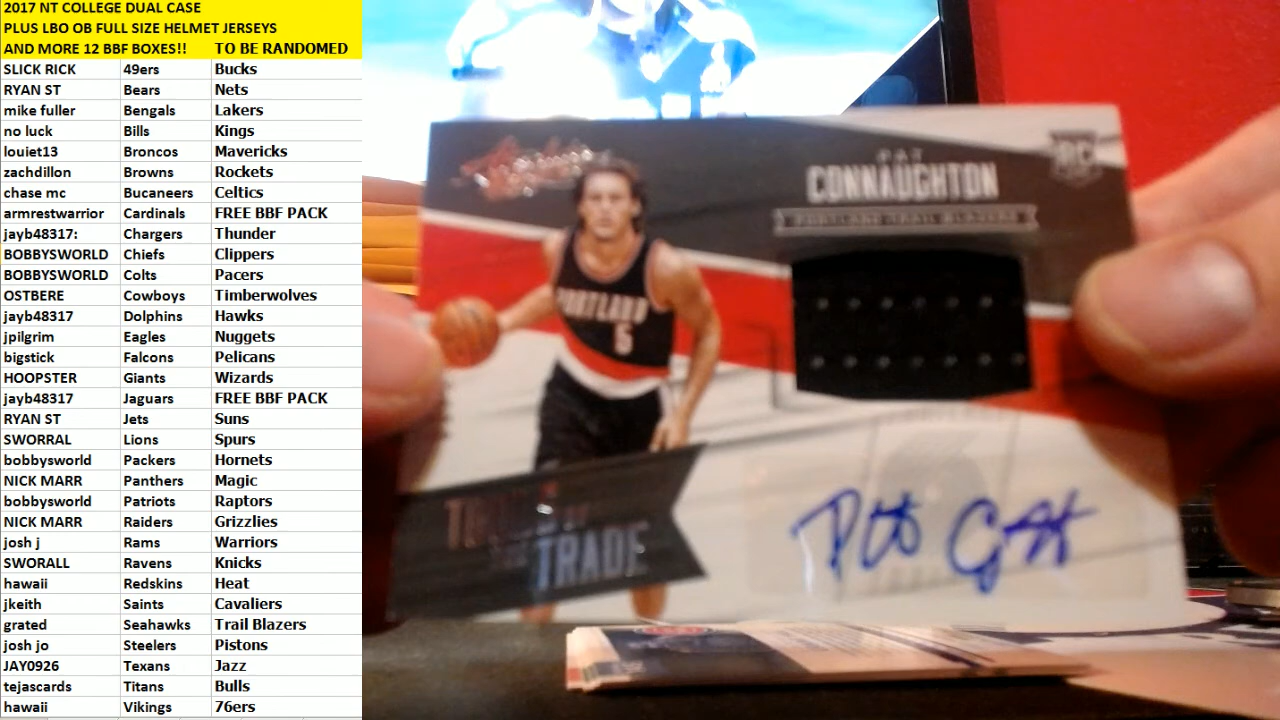 2017 NT COLLEGE DUAL CASE
PLUS LBO OB FULL SIZE HELMET JERSEYS
AND MORE 12 BBF BOXES!! TO BE RANDOMED
SLICK RICK 49ers Bucks
RYAN ST Bears Nets
mike fuller Bengals Lakers
no luck Bills Kings
louiet13 Broncos Mavericks
zachdillon Browns Rockets
chase mc Bucaneers Celtics
armrestwarrior Cardinals FREE BBF PACK
jayb48317: Chargers Thunder
BOBBYSWORLD Chiefs Clippers
BOBBYSWORLD Colts Pacers
OSTBERE Cowboys Timberwolves
jayb48317 Dolphins Hawks
jpilgrim Eagles Nuggets
bigstick Falcons Pelicans
HOOPSTER Giants Wizards
jayb48317 Jaguars FREE BBF PACK
RYAN ST Jets Suns
SWORRAL Lions Spurs
bobbysworld Packers Hornets
NICK MARR Panthers Magic
bobbysworld Patriots Raptors
NICK MARR Raiders Grizzlies
josh j Rams Warriors
SWORALL Ravens Knicks
hawaii Redskins Heat
jkeith Saints Cavaliers
grated Seahawks Trail Blazers
josh jo Steelers Pistons
JAY0926 Texans Jazz
tejascards Titans Bulls
hawaii Vikings 76ers
PAT
CONNAUGHTON
PORTLAND TRAIL BLAZERS
RC
PORTLAND
5
TRADE